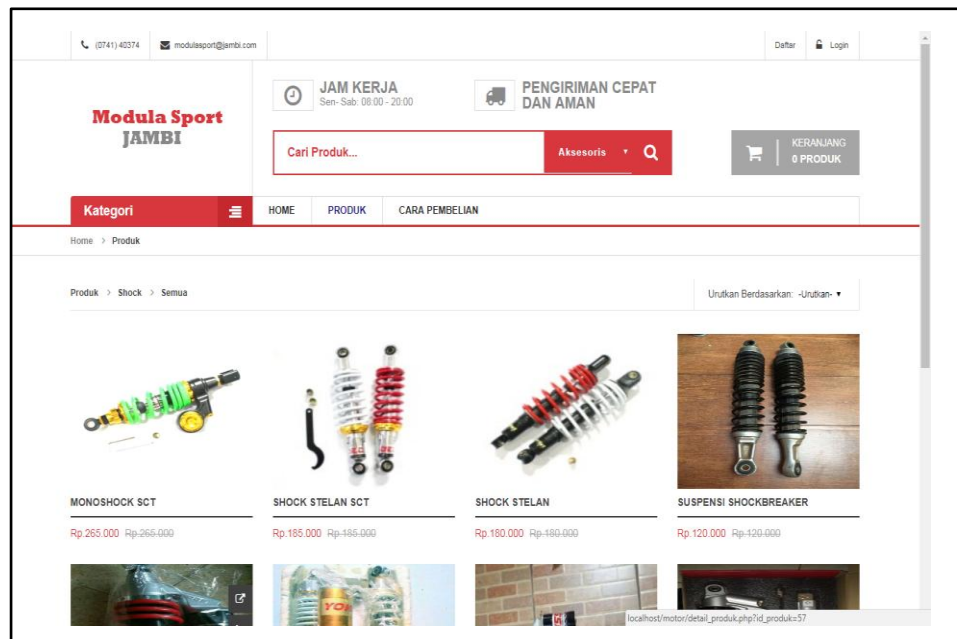 (0741) 40374
modulasport@jambi.com
Daftar
Login
Modula Sport
JAMBI
JAM KERJA
Sen- Sab: 08:00 - 20:00
PENGIRIMAN CEPAT
DAN AMAN
Cari Produk...
Aksesoris
KERANJANG
0 PRODUK
Kategori
HOME
PRODUK
CARA PEMBELIAN
Home > Produk
Produk > Shock > Semua
Urutkan Berdasarkan: -Urutkan-
MONOSHOCK SCT
SHOCK STELAN SCT
SHOCK STELAN
SUSPENSI SHOCKBREAKER
Rp.265.000 Rp.265.000
Rp.185.000 Rp.185.000
Rp.180.000 Rp.180.000
Rp.120.000 Rp.120.000
localhost/motor/detail_produk.php?id_produk=57